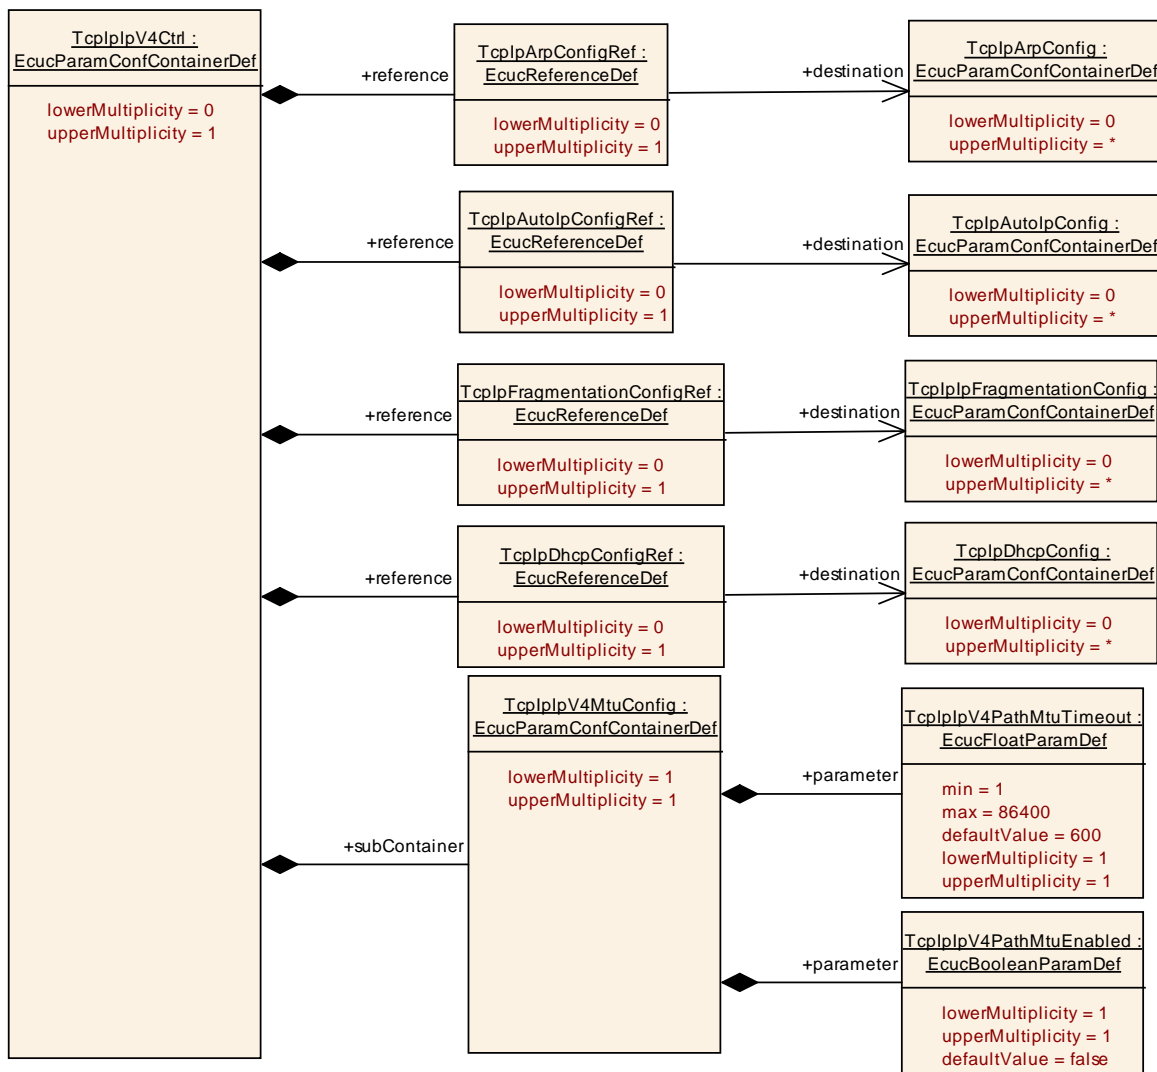 TcpIpIpV4Ctrl :
EcucParamConfContainerDef
lowerMultiplicity = 0
upperMultiplicity = 1
+reference
TcpIpArpConfigRef :
EcucReferenceDef
lowerMultiplicity = 0
upperMultiplicity = 1
+destination
TcpIpArpConfig :
EcucParamConfContainerDef
lowerMultiplicity = 0
upperMultiplicity = *
+reference
TcpIpAutoIpConfigRef :
EcucReferenceDef
lowerMultiplicity = 0
upperMultiplicity = 1
+destination
TcpIpAutoIpConfig :
EcucParamConfContainerDef
lowerMultiplicity = 0
upperMultiplicity = *
+reference
TcpIpFragmentationConfigRef :
EcucReferenceDef
lowerMultiplicity = 0
upperMultiplicity = 1
+destination
TcpIpIpFragmentationConfig :
EcucParamConfContainerDef
lowerMultiplicity = 0
upperMultiplicity = *
+reference
TcpIpDhcpConfigRef :
EcucReferenceDef
lowerMultiplicity = 0
upperMultiplicity = 1
+destination
TcpIpDhcpConfig :
EcucParamConfContainerDef
lowerMultiplicity = 0
upperMultiplicity = *
+subContainer
TcpIpIpV4MtuConfig :
EcucParamConfContainerDef
lowerMultiplicity = 1
upperMultiplicity = 1
+parameter
TcpIpIpV4PathMtuTimeout :
EcucFloatParamDef
min = 1
max = 86400
defaultValue = 600
lowerMultiplicity = 1
upperMultiplicity = 1
+parameter
TcpIpIpV4PathMtuEnabled :
EcucBooleanParamDef
lowerMultiplicity = 1
upperMultiplicity = 1
defaultValue = false